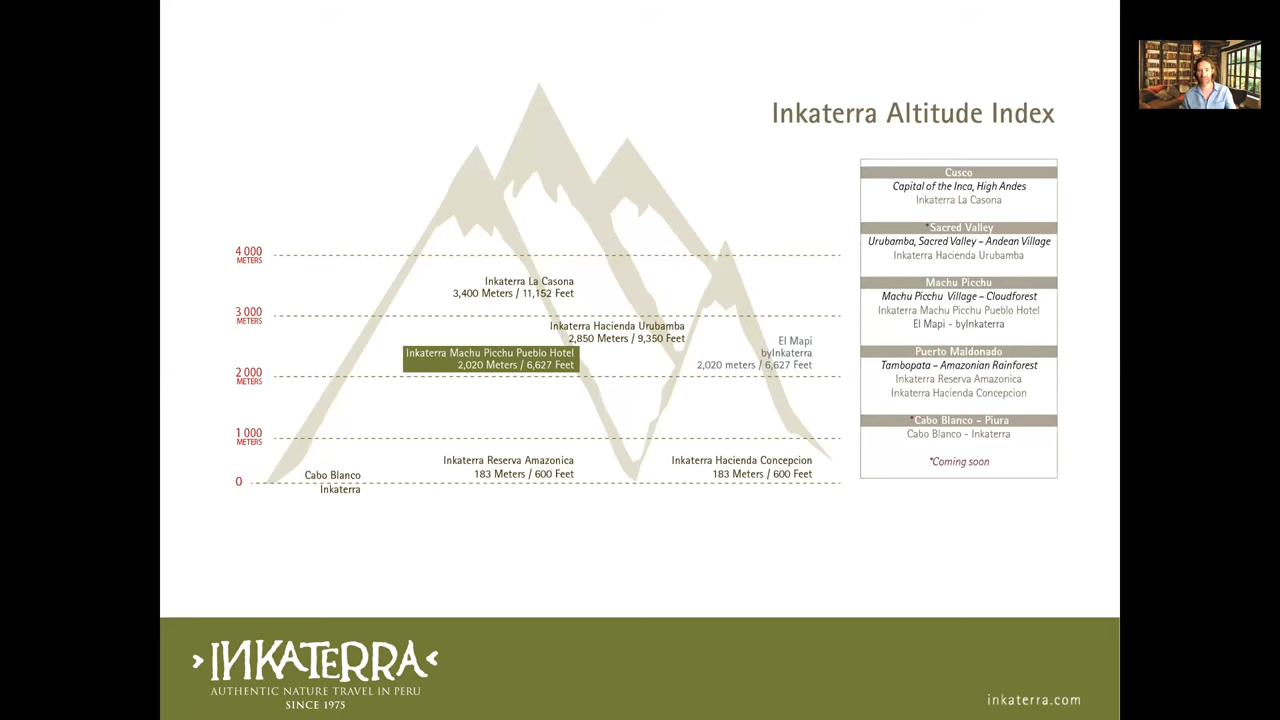 Inkaterra Altitude Index
4 000
METERS
3 000
METERS
2 000
METERS
1 000
METERS
0
Inkaterra La Casona
3,400 Meters / 11,152 Feet
Inkaterra Hacienda Urubamba
2,850 Meters / 9,350 Feet
Inkaterra Machu Picchu Pueblo Hotel
2,020 Meters / 6,627 Feet
El Mapi
byInkaterra
2,020 meters / 6,627 Feet
Inkaterra Reserva Amazonica
183 Meters / 600 Feet
Inkaterra Hacienda Concepcion
183 Meters / 600 Feet
Cabo Blanco
Inkaterra
Cusco
Capital of the Inca, High Andes
Inkaterra La Casona
*Sacred Valley
Urubamba, Sacred Valley – Andean Village
Inkaterra Hacienda Urubamba
Machu Picchu
Machu Picchu Village – Cloudforest
Inkaterra Machu Picchu Pueblo Hotel
El Mapi - byInkaterra
Puerto Maldonado
Tambopata – Amazonian Rainforest
Inkaterra Reserva Amazonica
Inkaterra Hacienda Concepcion
*Cabo Blanco - Piura
Cabo Blanco - Inkaterra
*Coming soon
INKATERRA
AUTHENTIC NATURE TRAVEL IN PERU
SINCE 1975
inkaterra.com